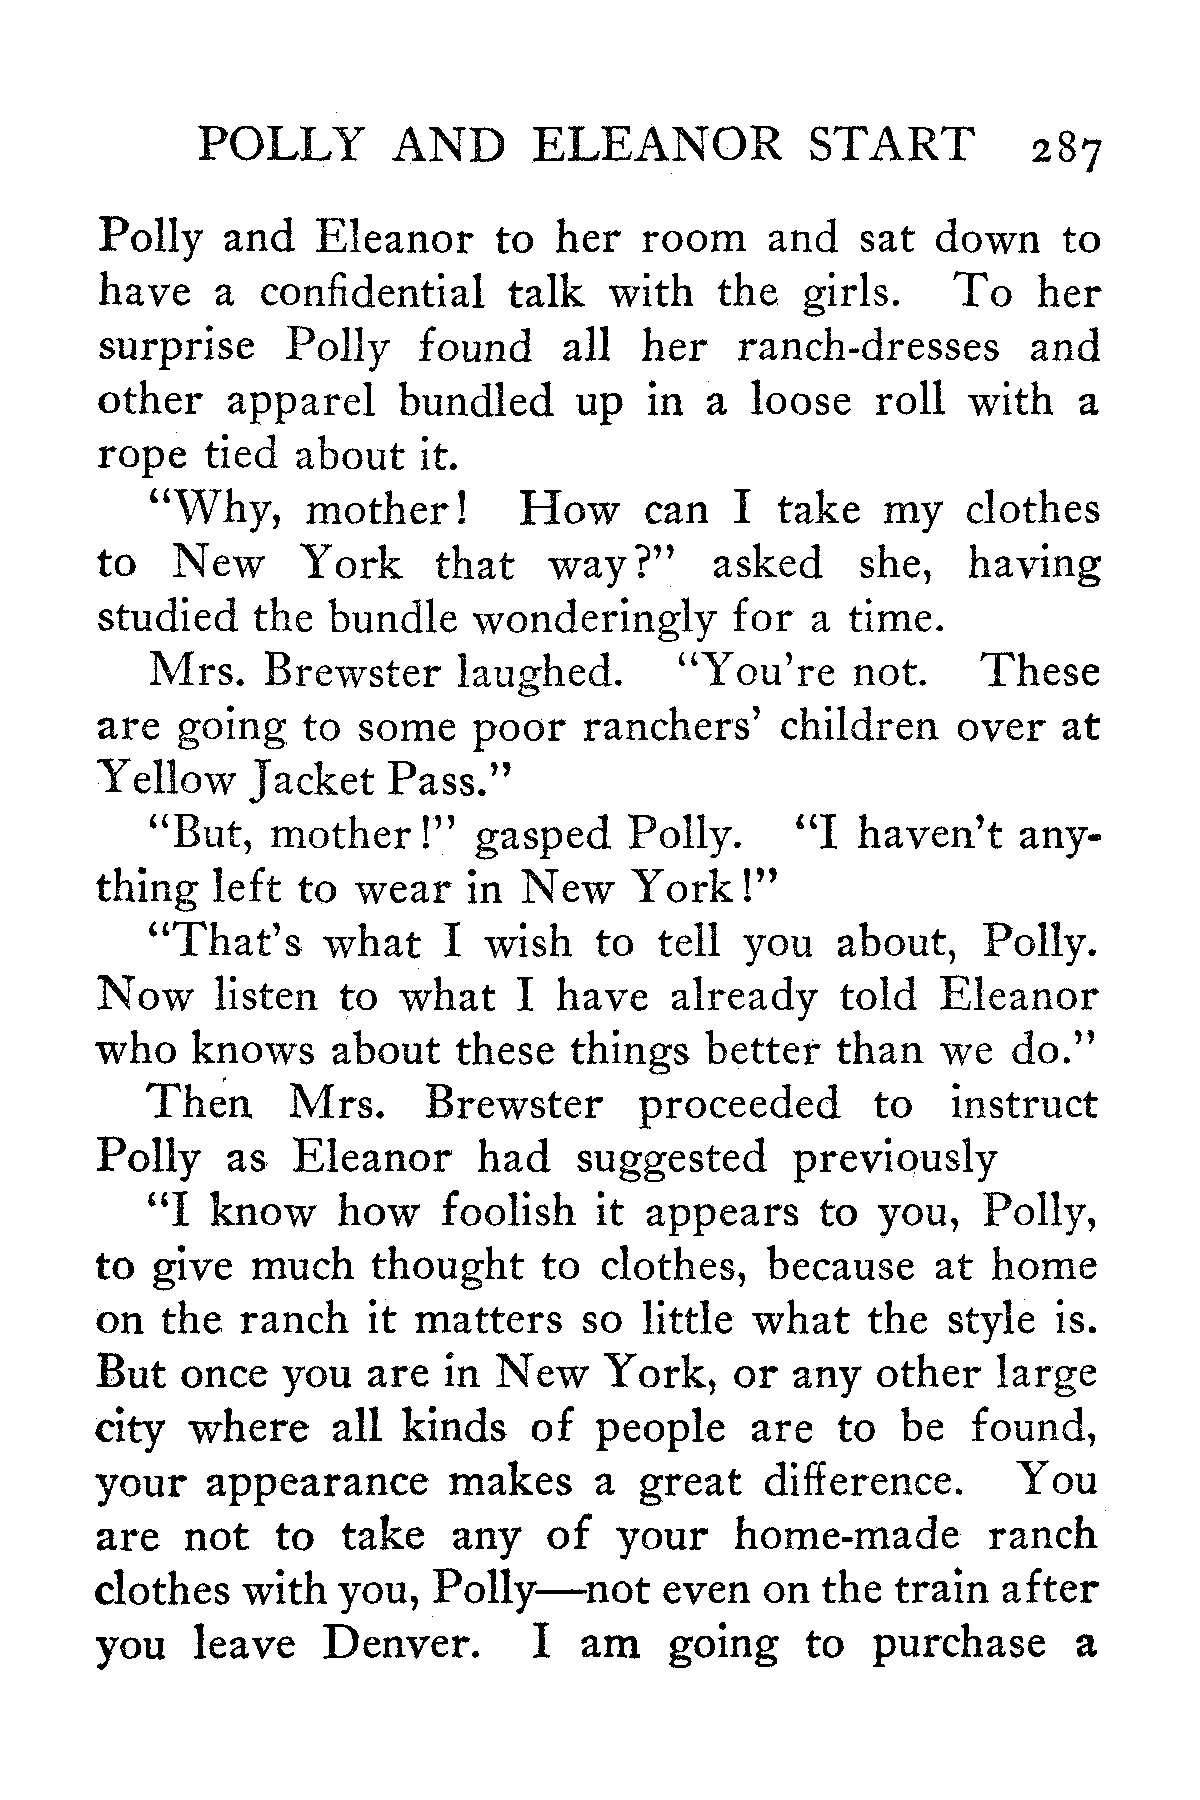 POLLY AND ELEANOR START 287
Polly and Eleanor to her room and sat down to
have a confidential talk with the girls. To her
surprise Polly found all her ranch-dresses and
other apparel bundled up in a loose roll with a
rope tied about it.
“Why, mother! How can I take my clothes
to New York that way?” asked she, having
studied the bundle wonderingly for a time.
Mrs. Brewster laughed. “You’re not. These
are going to some poor ranchers’ children over at
Yellow Jacket Pass.”
“But, mother!” gasped Polly. “I haven’t any-
thing left to wear in New York!”
“That’s what I wish to tell you about, Polly.
Now listen to what I have already told Eleanor
who knows about these things better than we do.”
Then Mrs. Brewster proceeded to instruct
Polly as Eleanor had suggested previously
“I know how foolish it appears to you, Polly,
to give much thought to clothes, because at home
on the ranch it matters so little what the style is.
But once you are in New York, or any other large
city where all kinds of people are to be found,
your appearance makes a great difference. You
are not to take any of your home-made ranch
clothes with you, Polly—not even on the train after
you leave Denver. I am going to purchase a